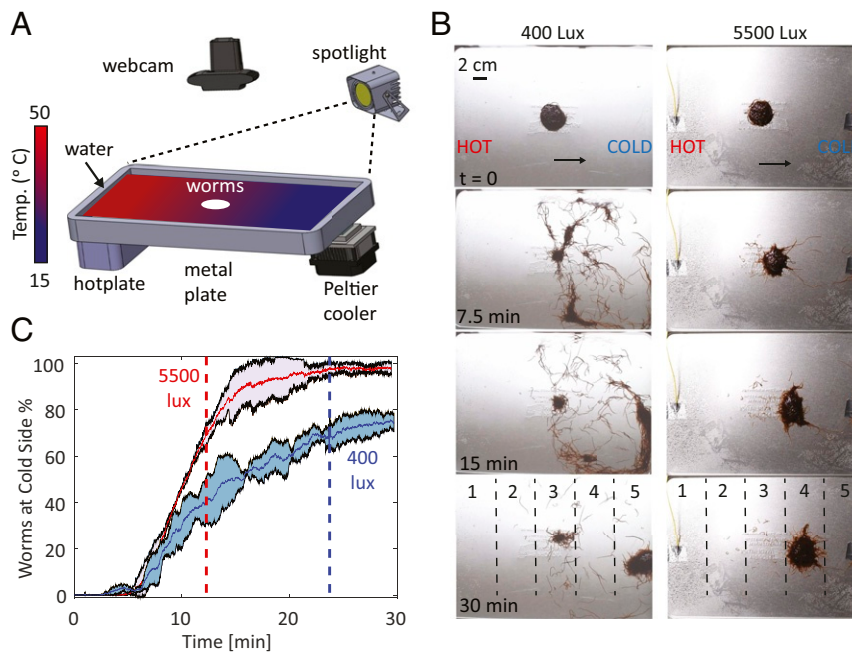 A
webcam
spotlight
50
Temp. (° C)
15
water
worms
hotplate
metal
plate
Peltier
cooler
B
400 Lux
5500 Lux
2 cm
HOT
COLD
t = 0
HOT
COL
7.5 min
15 min
1 2 3 4 5
1 2 3 4 5
30 min
C
Worms at Cold Side %
100
80
60
40
20
0
5500
lux
400
lux
0 10 20 30
Time [min]